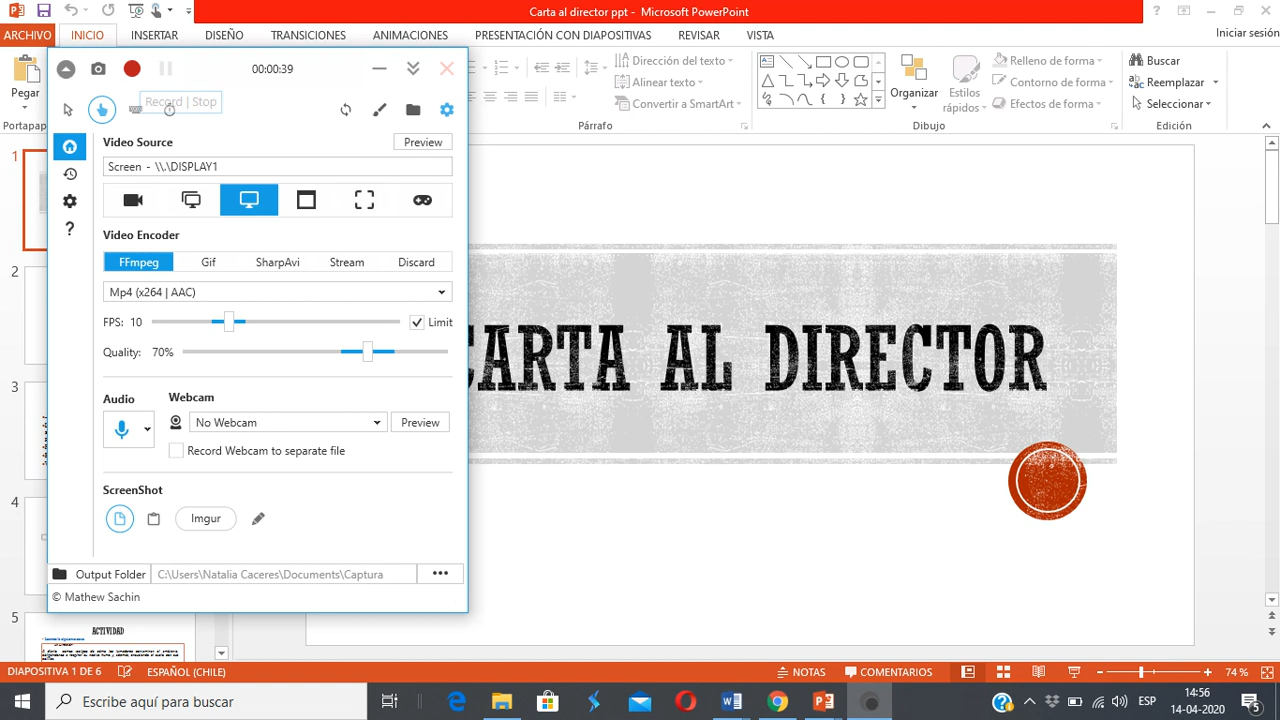 Carta al director ppt - Microsoft PowerPoint
ARCHIVO INICIO INSERTAR DISEÑO TRANSICIONES ANIMACIONES PRESENTACIÓN CON DIAPOSITIVAS REVISAR VISTA Iniciar sesión
Pegar
Portapap
Dirección del texto
Alinear texto
Convertir a SmartArt
Párrafo
Organizar
Estilos
rápidos
Relleno de forma
Contorno de forma
Efectos de forma
Dibujo
Buscar
Reemplazar
Seleccionar
Edición
00:00:39
Record | Stop
Video Source
Preview
Screen - \\.\DISPLAY1
Video Encoder
FFmpeg Gif SharpAvi Stream Discard
Mp4 (x264 | AAC)
FPS: 10
Limit
Quality: 70%
Audio
Webcam
No Webcam
Preview
Record Webcam to separate file
ScreenShot
Imgur
Output Folder C:\Users\Natalia Caceres\Documents\Captura
© Mathew Sachin
1
2
3
4
5
ACTIVIDAD
CARTA AL DIRECTOR
DIAPOSITIVA 1 DE 6 ESPAÑOL (CHILE) NOTAS COMENTARIOS 74 %
Escribe aquí para buscar
ESP
14:56
14-04-2020
5